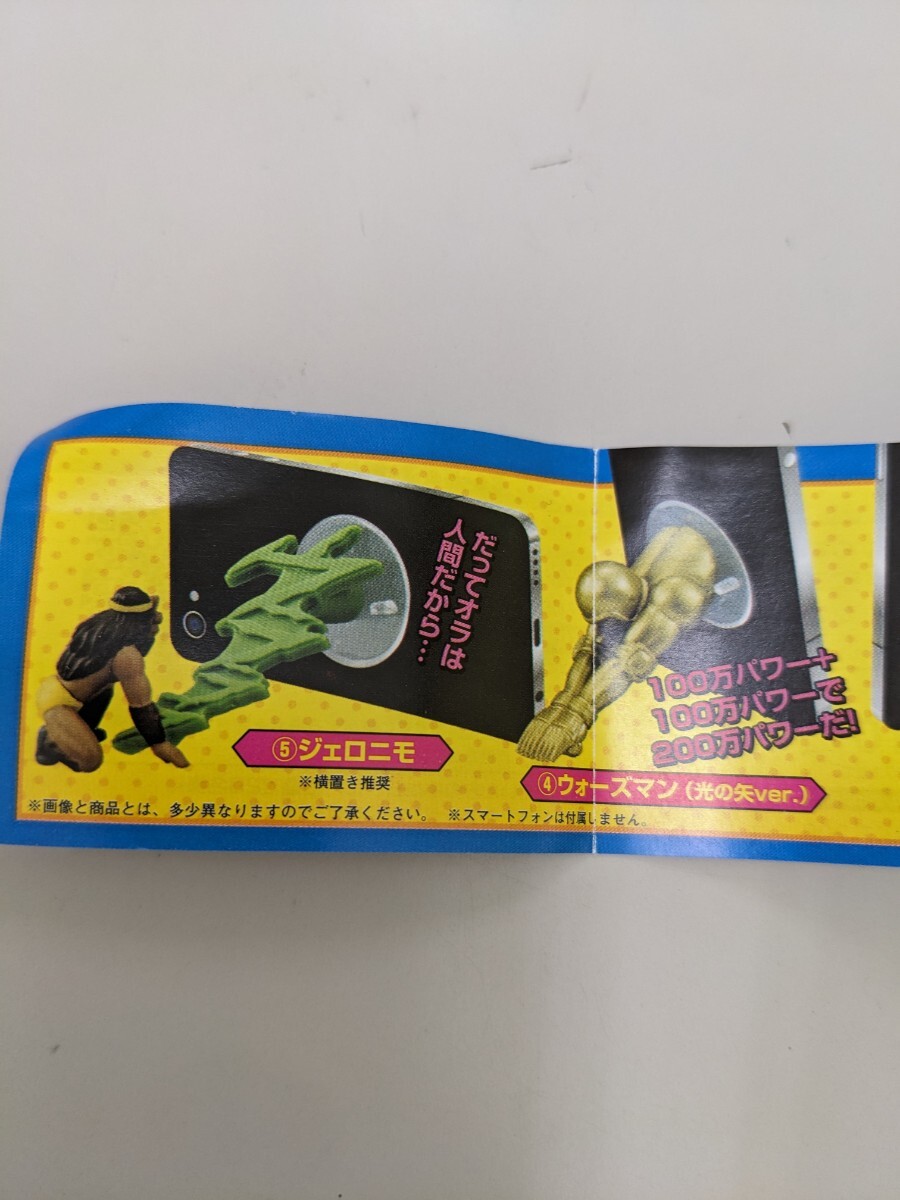 だってオラは
人間だから…
⑤ジェロニモ
※横置き推奨
100万パワー+
100万パワーで
200万パワーだ!
④ウォーズマン(光の矢ver.)
※画像と商品とは、多少異なりますのでご了承ください。 ※スマートフォンは付属しません。